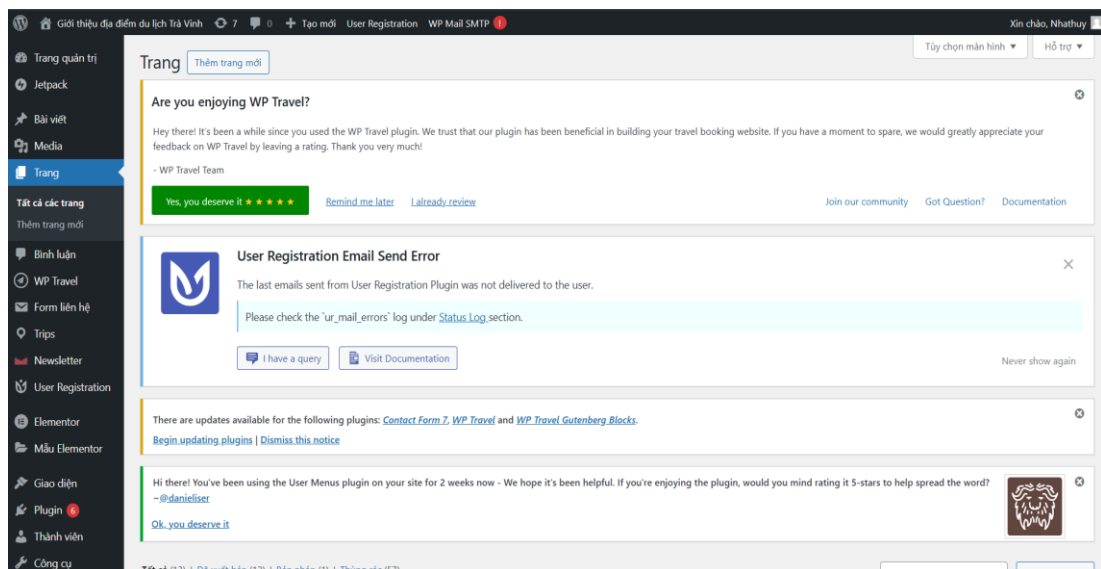 Giới thiệu địa điểm du lịch Trà Vinh 7 0 Tạo mới User Registration WP Mail SMTP ! Xin chào, Nhathuy
Tùy chọn màn hình ▼ Hỗ trợ ▼
Trang quản trị
Jetpack
Bài viết
Media
Trang
Tất cả các trang
Thêm trang mới
Bình luận
WP Travel
Form liên hệ
Trips
Newsletter
User Registration
Elementor
Mẫu Elementor
Giao diện
Plugin 6
Thành viên
Công cụ
Trang Thêm trang mới
Are you enjoying WP Travel?
Hey there! It's been a while since you used the WP Travel plugin. We trust that our plugin has been beneficial in building your travel booking website. If you have a moment to spare, we would greatly appreciate your
feedback on WP Travel by leaving a rating. Thank you very much!
- WP Travel Team
Yes, you deserve it ★ ★ ★ ★ ★ Remind me later I already review Join our community Got Question? Documentation
User Registration Email Send Error
The last emails sent from User Registration Plugin was not delivered to the user.
Please check the `ur_mail_errors` log under Status Log section.
I have a query Visit Documentation Never show again
There are updates available for the following plugins: Contact Form 7, WP Travel and WP Travel Gutenberg Blocks.
Begin updating plugins | Dismiss this notice
Hi there! You've been using the User Menus plugin on your site for 2 weeks now - We hope it's been helpful. If you're enjoying the plugin, would you mind rating it 5-stars to help spread the word?
~@danieliser
Ok, you deserve it